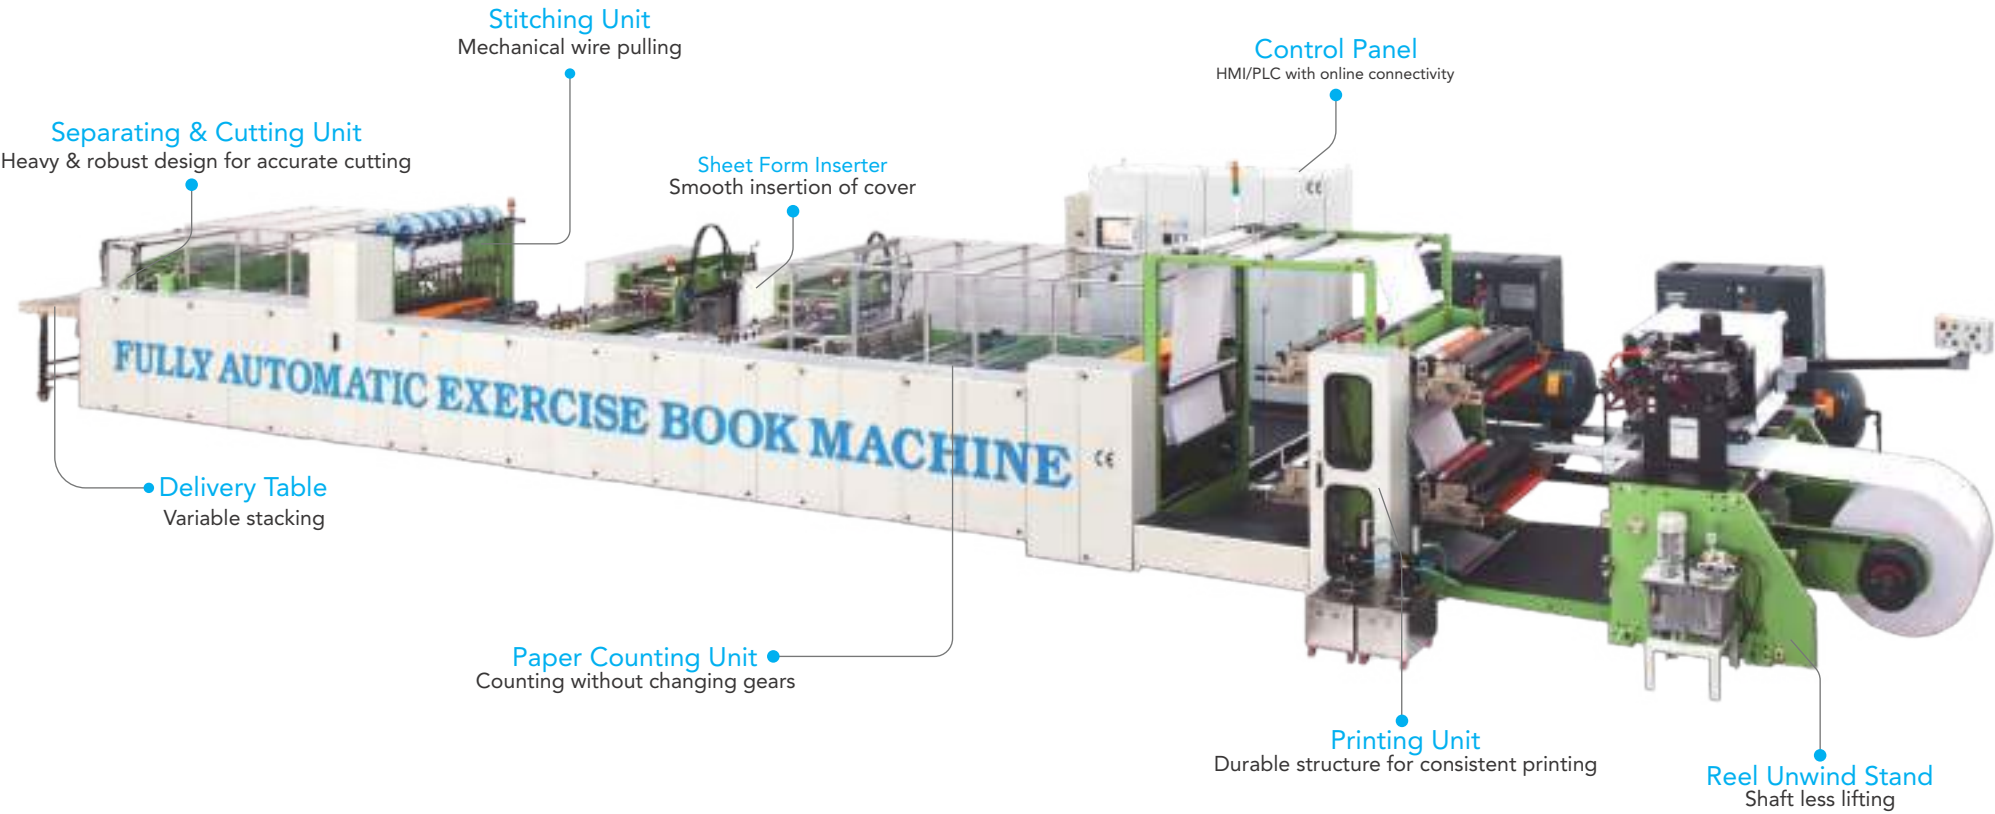 Stitching Unit
Mechanical wire pulling
Control Panel
HMI/PLC with online connectivity
Separating & Cutting Unit
Heavy & robust design for accurate cutting
Sheet Form Inserter
Smooth insertion of cover
CE
FULLY AUTOMATIC EXERCISE BOOK MACHINE
CE
Delivery Table
Variable stacking
Paper Counting Unit
Counting without changing gears
Printing Unit
Durable structure for consistent printing
Reel Unwind Stand
Shaft less lifting